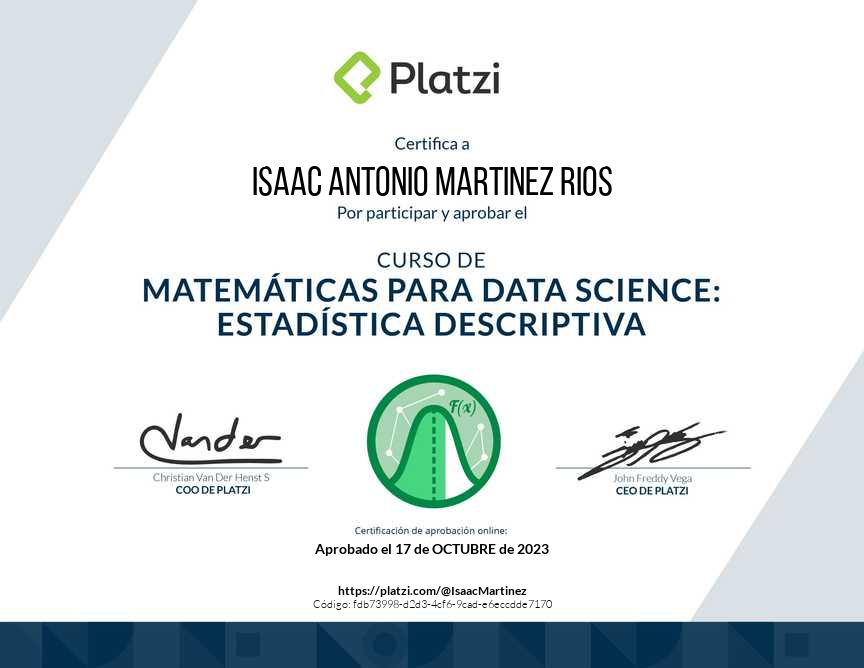 Platzi
Certifica a
ISAAC ANTONIO MARTINEZ RIOS
Por participar y aprobar el
CURSO DE
MATEMÁTICAS PARA DATA SCIENCE:
ESTADÍSTICA DESCRIPTIVA
F(x)
Vander
Christian Van Der Henst S
COO DE PLATZI
John Freddy Vega
CEO DE PLATZI
Certificación de aprobación online:
Aprobado el 17 de OCTUBRE de 2023
https://platzi.com/@IsaacMartinez
Código: fdb73998-d2d3-4cf6-9cad-e6eccdde7170